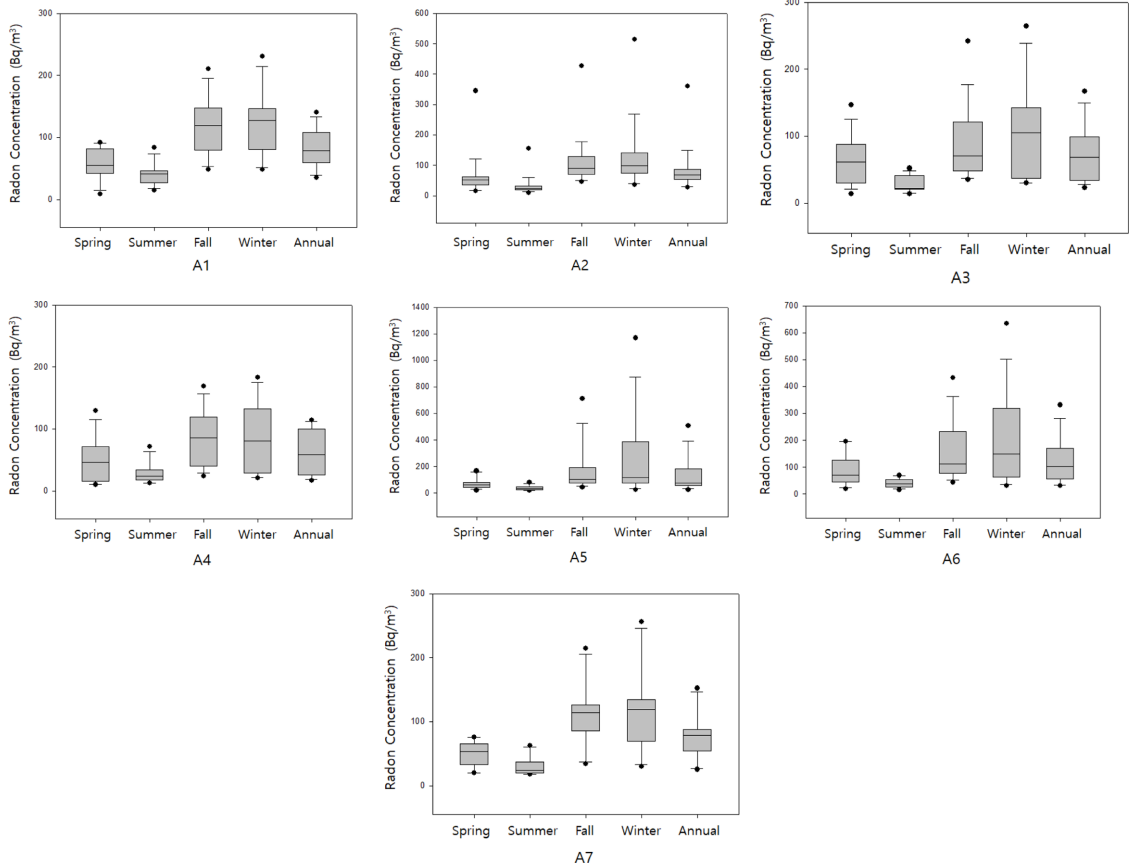 Radon Concentration (Bq/m³)
300
200
100
0
Spring Summer Fall Winter Annual
A1
Radon Concentration (Bq/m³)
600
500
400
300
200
100
0
Spring Summer Fall Winter Annual
A2
Radon Concentration (Bq/m³)
300
200
100
0
Spring Summer Fall Winter Annual
A3
Radon Concentration (Bq/m³)
300
200
100
0
Spring Summer Fall Winter Annual
A4
Radon Concentration (Bq/m³)
1400
1200
1000
800
600
400
200
0
Spring Summer Fall Winter Annual
A5
Radon Concentration (Bq/m³)
700
600
500
400
300
200
100
0
Spring Summer Fall Winter Annual
A6
Radon Concentration (Bq/m³)
300
200
100
0
Spring Summer Fall Winter Annual
A7